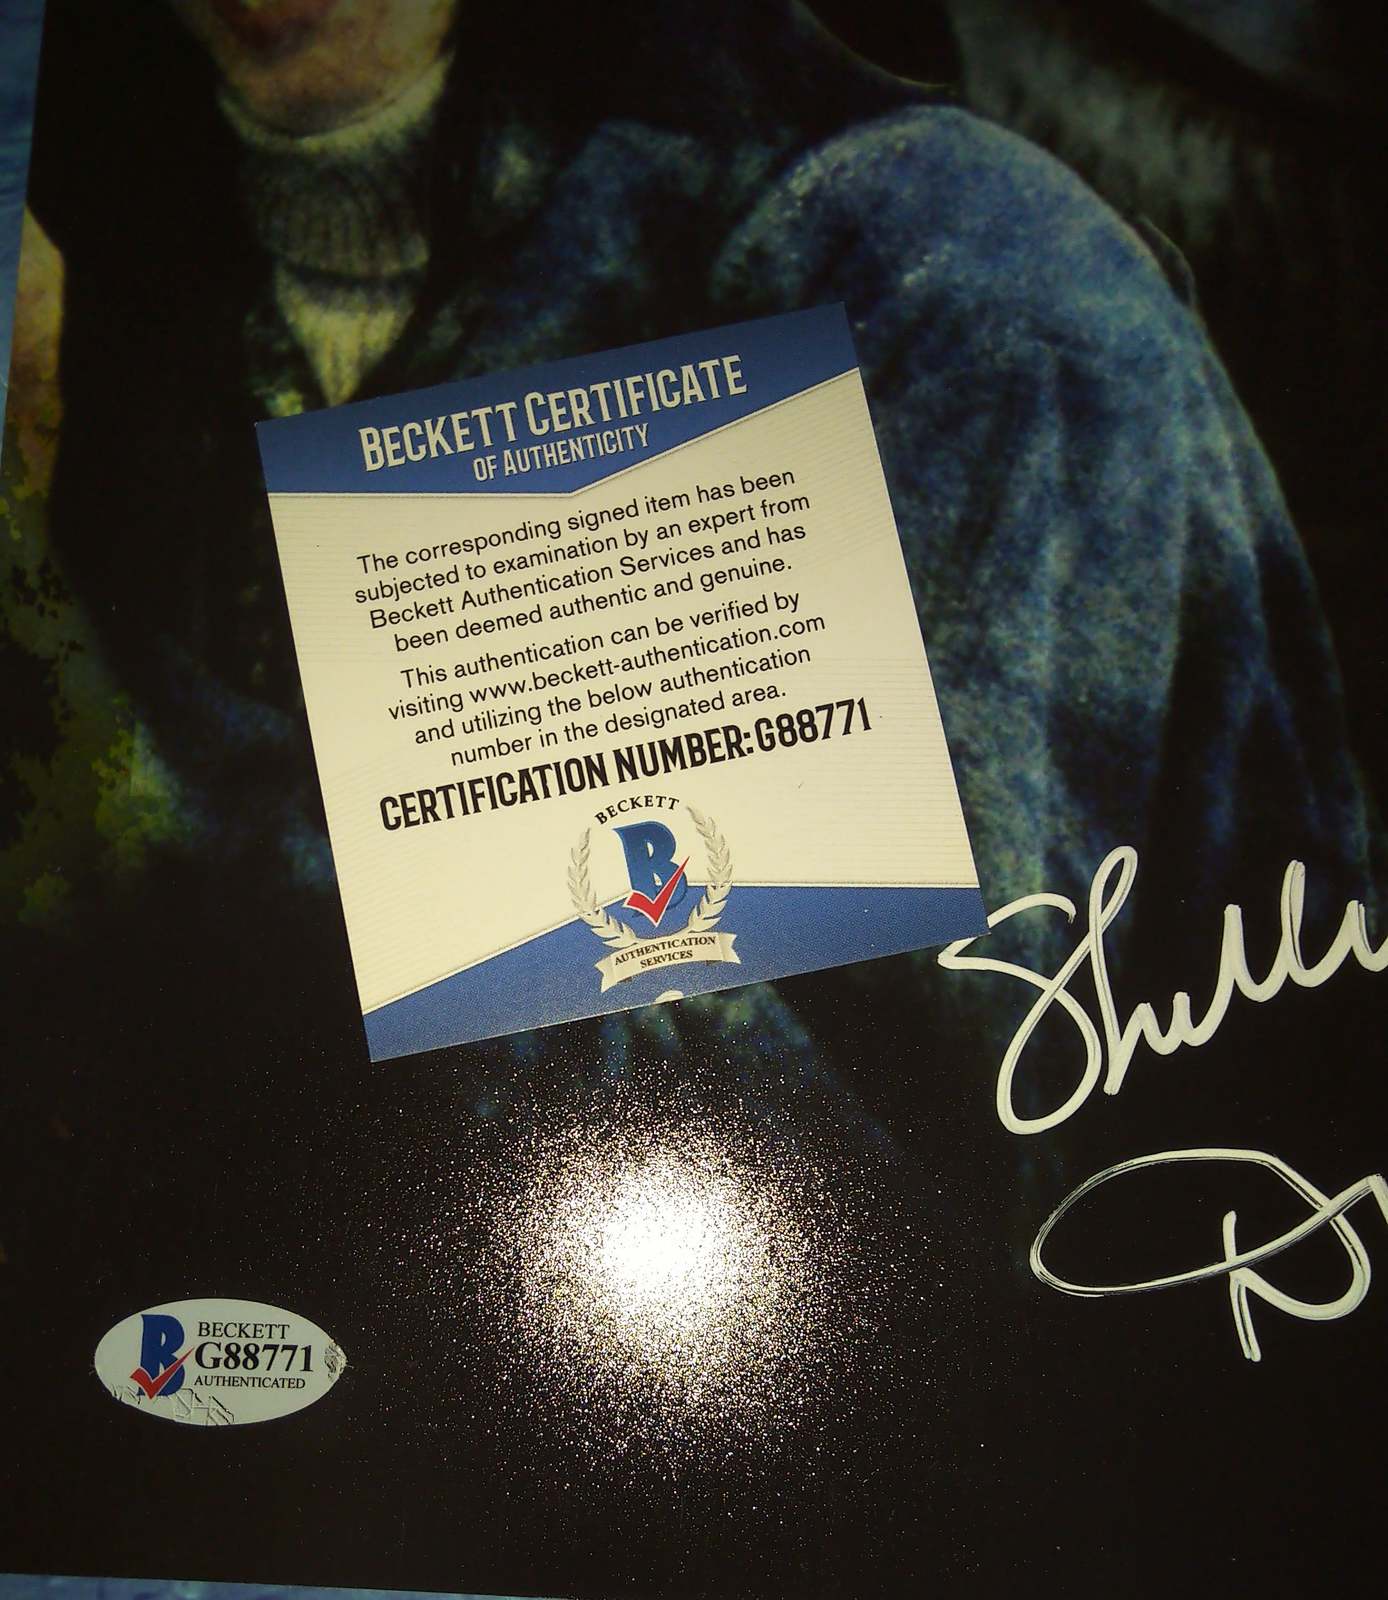 BECKETT CERTIFICATE
OF AUTHENTICITY
The corresponding signed item has been
subjected to examination by an expert from
Beckett Authentication Services and has
been deemed authentic and genuine.
This authentication can be verified by
visiting www.beckett-authentication.com
and utilizing the below authentication
number in the designated area.
CERTIFICATION NUMBER: G88771
BECKETT
B
AUTHENTICATION
SERVICES
Shell
D
B
BECKETT
G88771
AUTHENTICATED